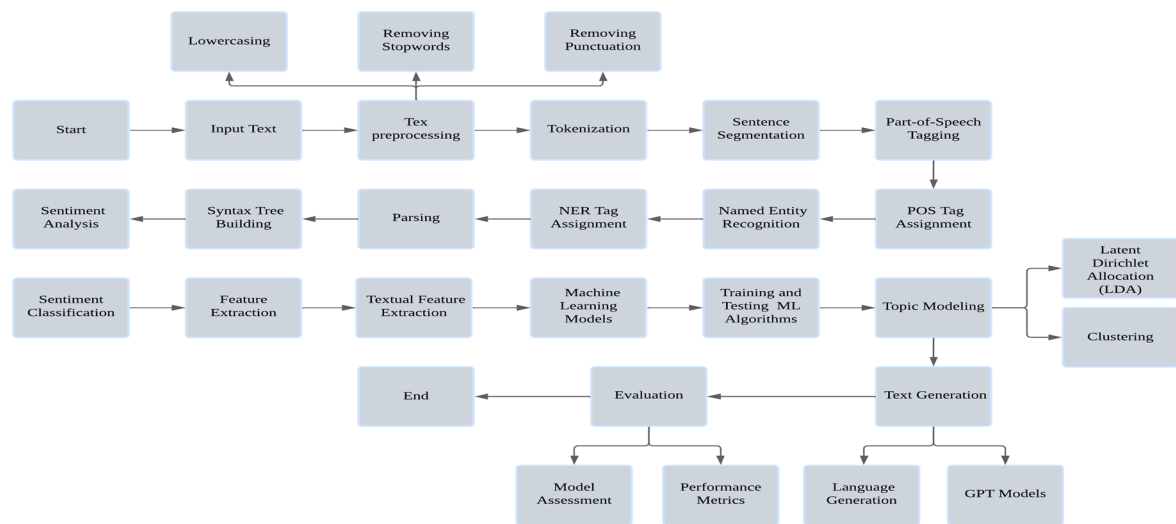 Lowercasing
Removing
Stopwords
Removing
Punctuation
Start
Input Text
Tex
preprocessing
Tokenization
Sentence
Segmentation
Part-of-Speech
Tagging
Sentiment
Analysis
Syntax Tree
Building
Parsing
NER Tag
Assignment
Named Entity
Recognition
POS Tag
Assignment
Latent
Dirichlet
Allocation
(LDA)
Sentiment
Classification
Feature
Extraction
Textual Feature
Extraction
Machine
Learning
Models
Training and
Testing ML
Algorithms
Topic Modeling
Clustering
End
Evaluation
Text Generation
Model
Assessment
Performance
Metrics
Language
Generation
GPT Models